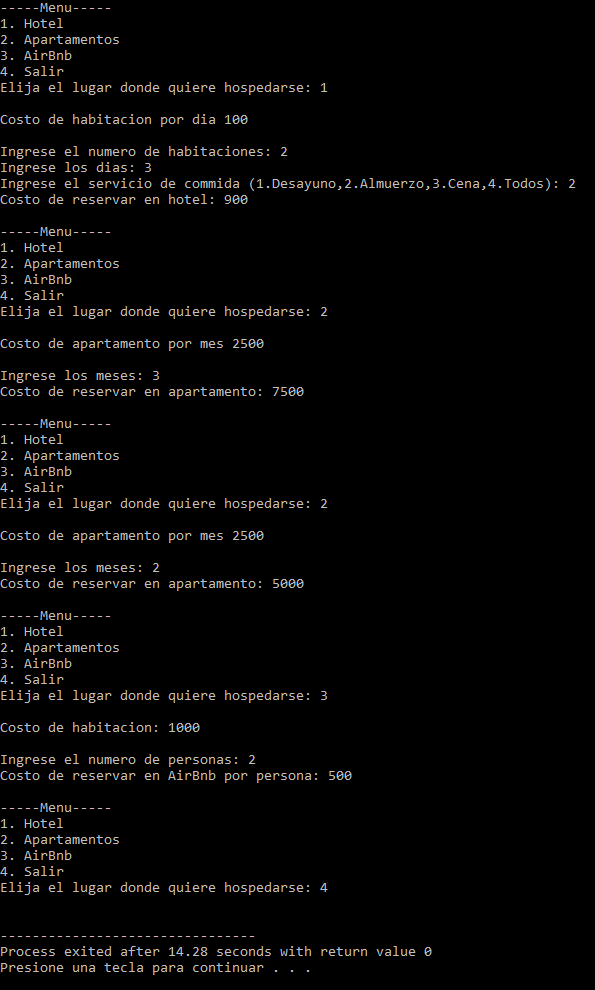 -----Menu-----
1. Hotel
2. Apartamentos
3. AirBnb
4. Salir
Elija el lugar donde quiere hospedarse: 1
Costo de habitacion por dia 100
Ingrese el numero de habitaciones: 2
Ingrese los dias: 3
Ingrese el servicio de commida (1.Desayuno,2.Almuerzo,3.Cena,4.Todos): 2
Costo de reservar en hotel: 900
-----Menu-----
1. Hotel
2. Apartamentos
3. AirBnb
4. Salir
Elija el lugar donde quiere hospedarse: 2
Costo de apartamento por mes 2500
Ingrese los meses: 3
Costo de reservar en apartamento: 7500
-----Menu-----
1. Hotel
2. Apartamentos
3. AirBnb
4. Salir
Elija el lugar donde quiere hospedarse: 2
Costo de apartamento por mes 2500
Ingrese los meses: 2
Costo de reservar en apartamento: 5000
-----Menu-----
1. Hotel
2. Apartamentos
3. AirBnb
4. Salir
Elija el lugar donde quiere hospedarse: 3
Costo de habitacion: 1000
Ingrese el numero de personas: 2
Costo de reservar en AirBnb por persona: 500
-----Menu-----
1. Hotel
2. Apartamentos
3. AirBnb
4. Salir
Elija el lugar donde quiere hospedarse: 4
--------------------------------
Process exited after 14.28 seconds with return value 0
Presione una tecla para continuar . . .